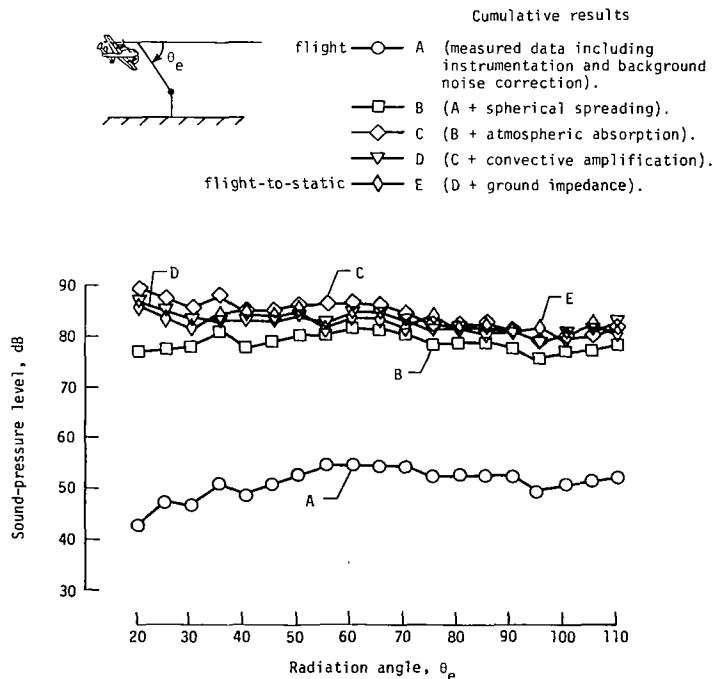 Cumulative results
θe
flight A (measured data including
instrumentation and background
noise correction).
B (A + spherical spreading).
C (B + atmospheric absorption).
D (C + convective amplification).
flight-to-static E (D + ground impedance).
90
80
70
60
50
40
30
Sound-pressure level, dB
D
C
E
B
A
20 30 40 50 60 70 80 90 100 110
Radiation angle, θe